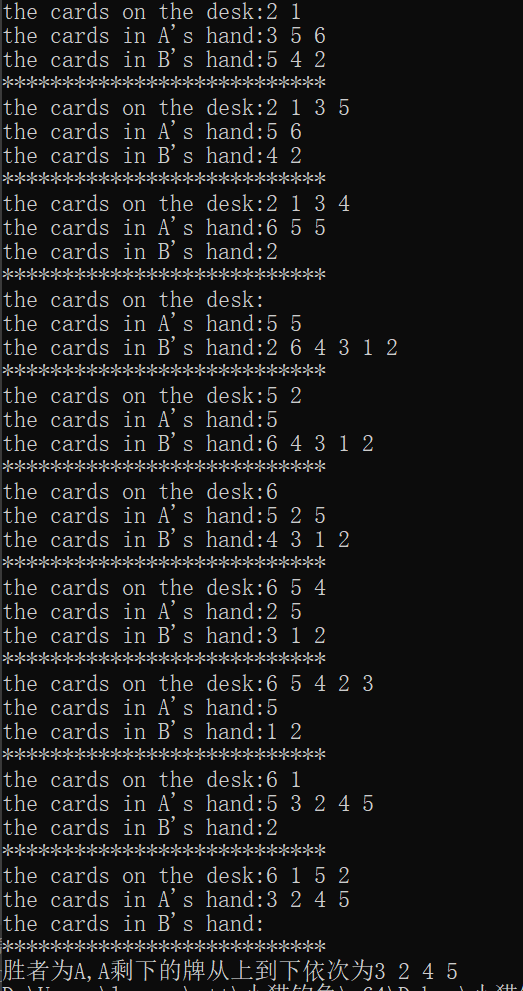 the cards on the desk:2 1
the cards in A's hand:3 5 6
the cards in B's hand:5 4 2
***************************
the cards on the desk:2 1 3 5
the cards in A's hand:5 6
the cards in B's hand:4 2
***************************
the cards on the desk:2 1 3 4
the cards in A's hand:6 5 5
the cards in B's hand:2
***************************
the cards on the desk:
the cards in A's hand:5 5
the cards in B's hand:2 6 4 3 1 2
***************************
the cards on the desk:5 2
the cards in A's hand:5
the cards in B's hand:6 4 3 1 2
***************************
the cards on the desk:6
the cards in A's hand:5 2 5
the cards in B's hand:4 3 1 2
***************************
the cards on the desk:6 5 4
the cards in A's hand:2 5
the cards in B's hand:3 1 2
***************************
the cards on the desk:6 5 4 2 3
the cards in A's hand:5
the cards in B's hand:1 2
***************************
the cards on the desk:6 1
the cards in A's hand:5 3 2 4 5
the cards in B's hand:2
***************************
the cards on the desk:6 1 5 2
the cards in A's hand:3 2 4 5
the cards in B's hand:
***************************
胜者为A,A剩下的牌从上到下依次为3 2 4 5